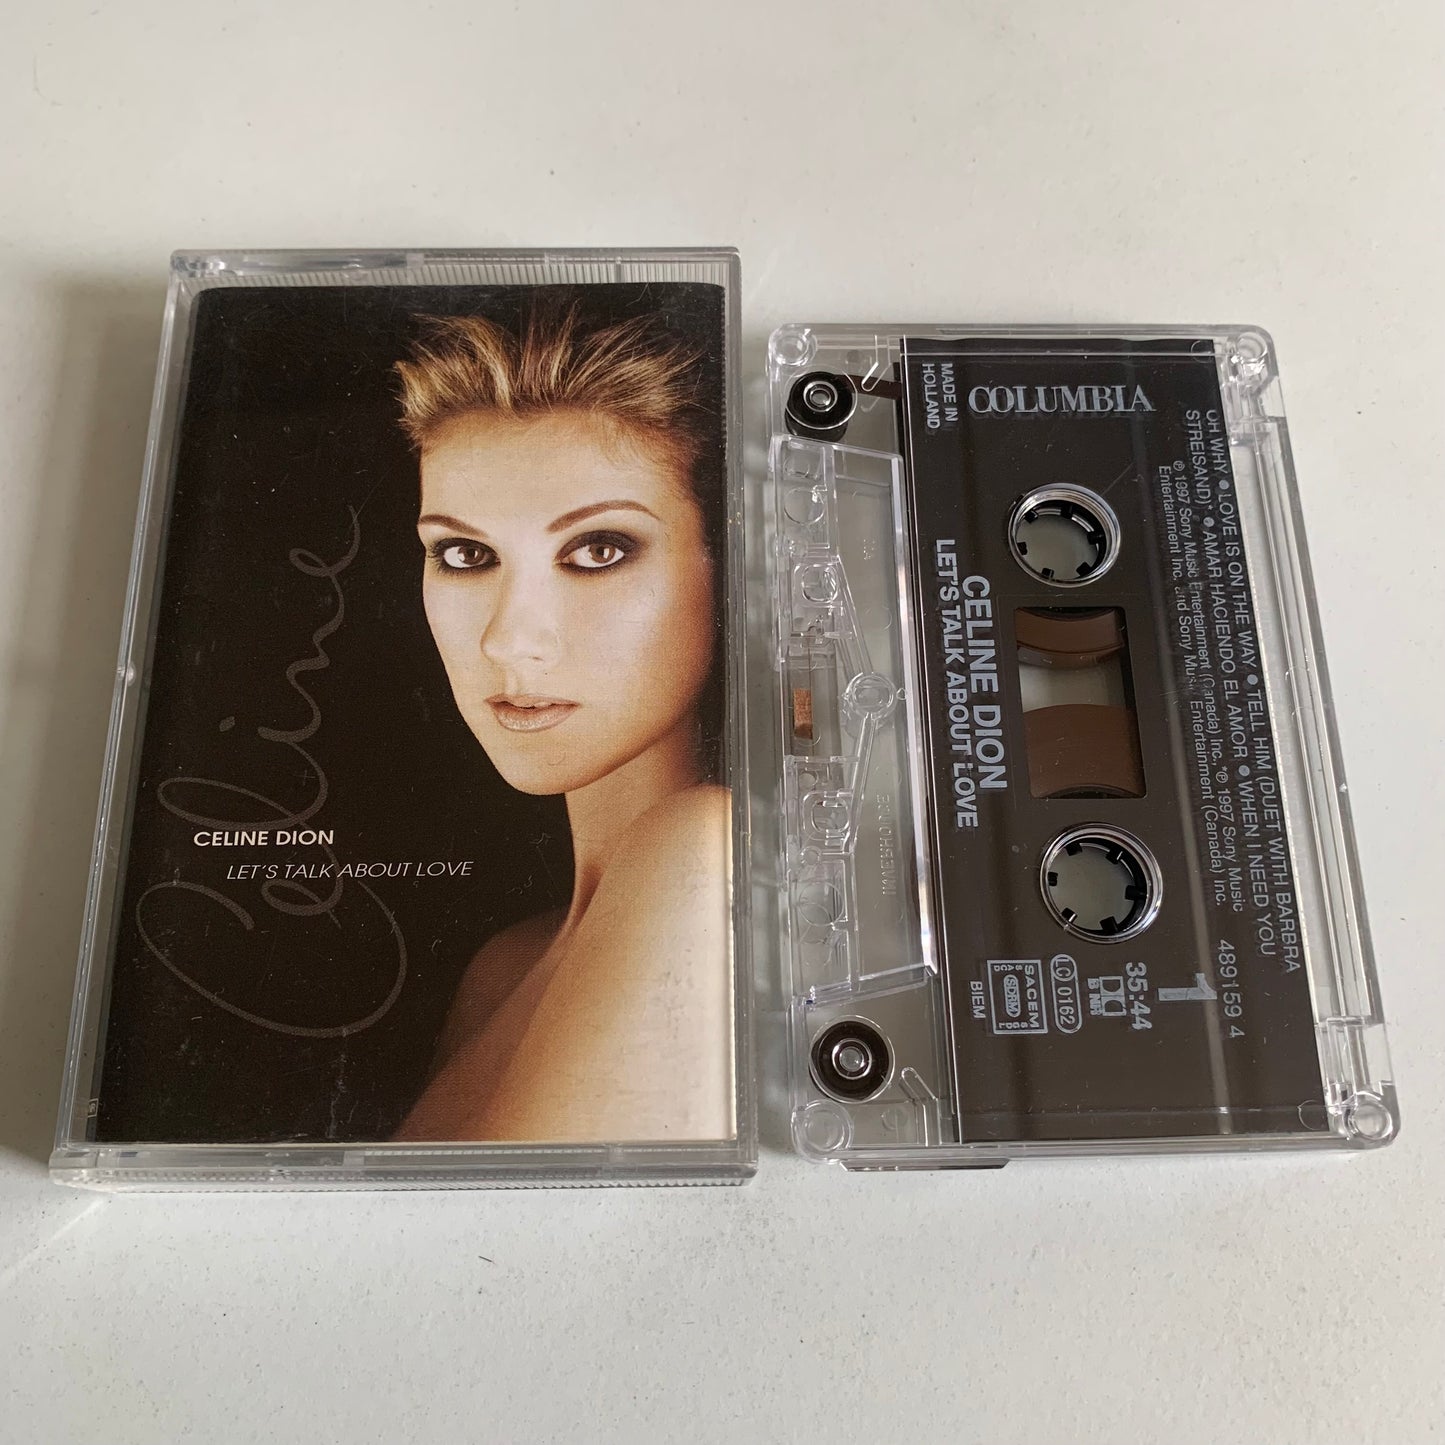 Celine
CELINE DION
LET'S TALK ABOUT LOVE
COLUMBIA
MADE IN
HOLLAND
CELINE DION
LET'S TALK ABOUT LOVE
OH WHY • LOVE IS ON THE WAY • TELL HIM (DUET WITH BARBRA
STREISAND)* • AMAR HACIENDO EL AMOR • WHEN I NEED YOU
℗ 1997 Sony Music Entertainment (Canada) Inc., *℗ 1997 Sony Music
Entertainment Inc. and Sony Music Entertainment (Canada) Inc.
489159 4
1
35:44
B NR
LC 0162
SACEM
SDRM
BIEM